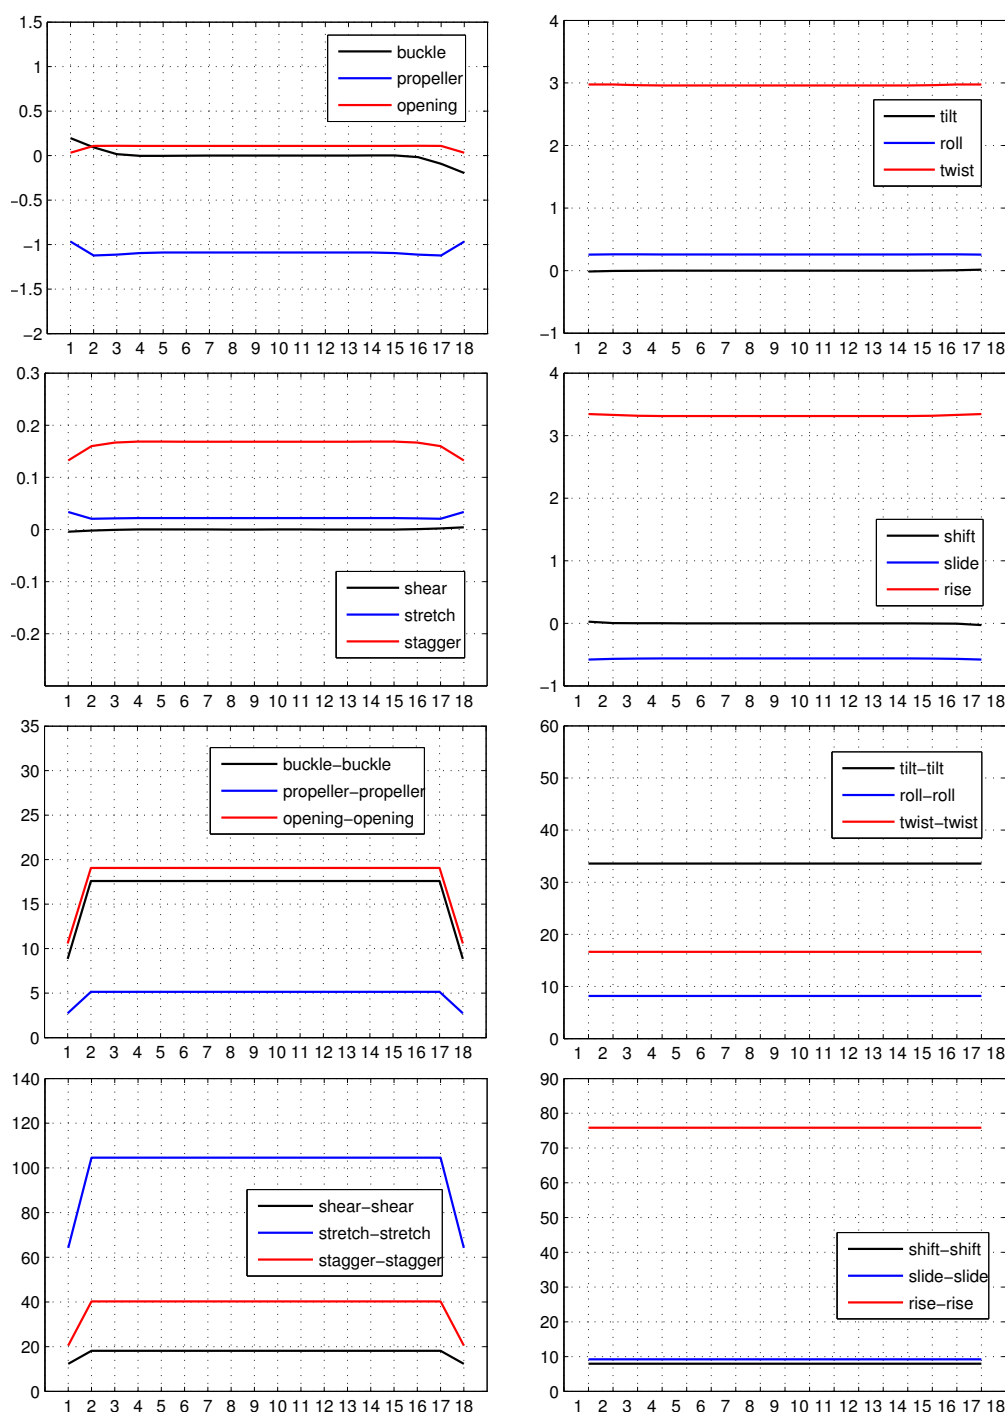 1.5
1
0.5
0
−0.5
−1
−1.5
−2
buckle
propeller
opening
1 2 3 4 5 6 7 8 9 10 11 12 13 14 15 16 17 18
4
3
2
1
0
−1
tilt
roll
twist
1 2 3 4 5 6 7 8 9 10 11 12 13 14 15 16 17 18
0.3
0.2
0.1
0
−0.1
−0.2
shear
stretch
stagger
1 2 3 4 5 6 7 8 9 10 11 12 13 14 15 16 17 18
4
3
2
1
0
−1
shift
slide
rise
1 2 3 4 5 6 7 8 9 10 11 12 13 14 15 16 17 18
35
30
25
20
15
10
5
0
buckle−buckle
propeller−propeller
opening−opening
1 2 3 4 5 6 7 8 9 10 11 12 13 14 15 16 17 18
60
50
40
30
20
10
0
tilt−tilt
roll−roll
twist−twist
1 2 3 4 5 6 7 8 9 10 11 12 13 14 15 16 17 18
140
120
100
80
60
40
20
0
shear−shear
stretch−stretch
stagger−stagger
1 2 3 4 5 6 7 8 9 10 11 12 13 14 15 16 17 18
90
80
70
60
50
40
30
20
10
0
shift−shift
slide−slide
rise−rise
1 2 3 4 5 6 7 8 9 10 11 12 13 14 15 16 17 18